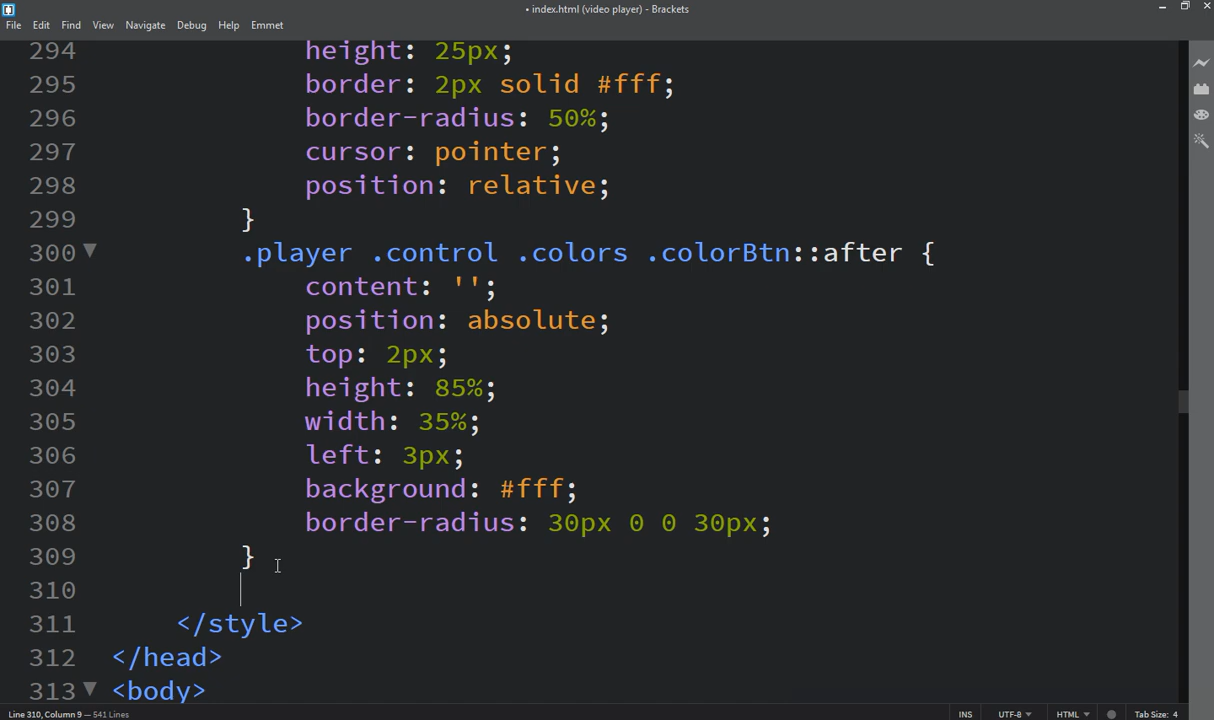 • index.html (video player) - Brackets
File Edit Find View Navigate Debug Help Emmet
294 height: 25px;
295 border: 2px solid #fff;
296 border-radius: 50%;
297 cursor: pointer;
298 position: relative;
299 }
300 .player .control .colors .colorBtn::after {
301 content: '';
302 position: absolute;
303 top: 2px;
304 height: 85%;
305 width: 35%;
306 left: 3px;
307 background: #fff;
308 border-radius: 30px 0 0 30px;
309 }
310
311 </style>
312 </head>
313 <body>
Line 310, Column 9 — 541 Lines INS UTF-8 HTML Tab Size: 4